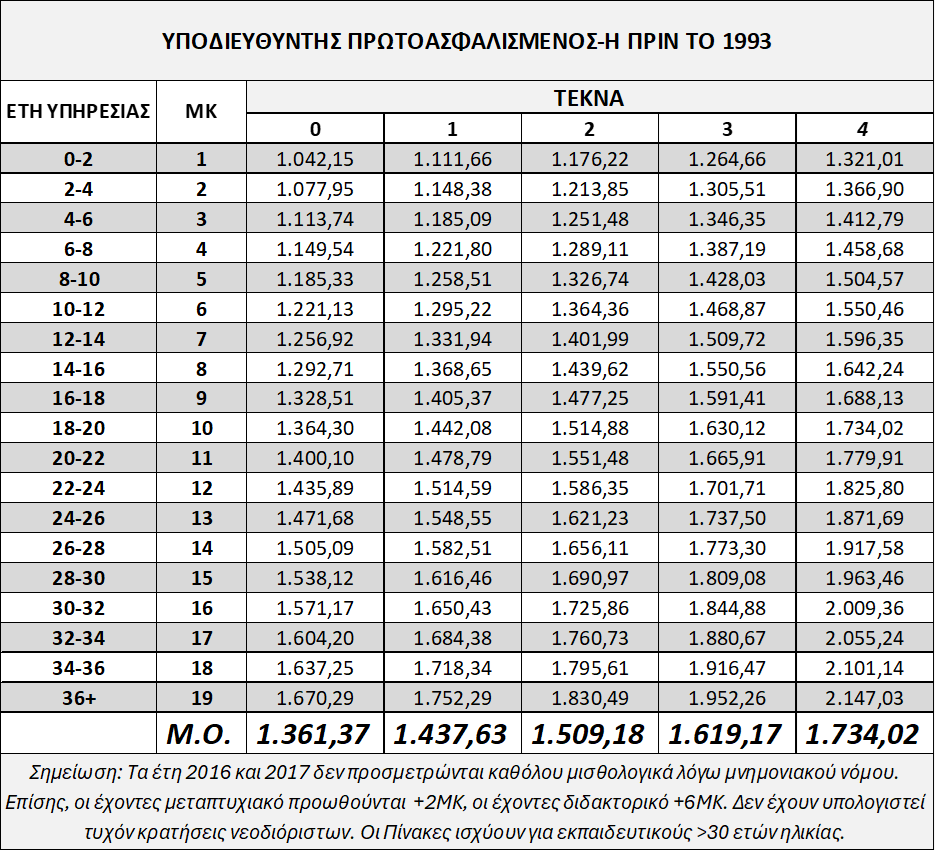 ΥΠΟΔΙΕΥΘΥΝΤΗΣ ΠΡΩΤΟΑΣΦΑΛΙΣΜΕΝΟΣ-Η ΠΡΙΝ ΤΟ 1993
ΕΤΗ ΥΠΗΡΕΣΙΑΣ ΜΚ ΤΕΚΝΑ
0 1 2 3 4
0-2 1 1.042,15 1.111,66 1.176,22 1.264,66 1.321,01
2-4 2 1.077,95 1.148,38 1.213,85 1.305,51 1.366,90
4-6 3 1.113,74 1.185,09 1.251,48 1.346,35 1.412,79
6-8 4 1.149,54 1.221,80 1.289,11 1.387,19 1.458,68
8-10 5 1.185,33 1.258,51 1.326,74 1.428,03 1.504,57
10-12 6 1.221,13 1.295,22 1.364,36 1.468,87 1.550,46
12-14 7 1.256,92 1.331,94 1.401,99 1.509,72 1.596,35
14-16 8 1.292,71 1.368,65 1.439,62 1.550,56 1.642,24
16-18 9 1.328,51 1.405,37 1.477,25 1.591,41 1.688,13
18-20 10 1.364,30 1.442,08 1.514,88 1.630,12 1.734,02
20-22 11 1.400,10 1.478,79 1.551,48 1.665,91 1.779,91
22-24 12 1.435,89 1.514,59 1.586,35 1.701,71 1.825,80
24-26 13 1.471,68 1.548,55 1.621,23 1.737,50 1.871,69
26-28 14 1.505,09 1.582,51 1.656,11 1.773,30 1.917,58
28-30 15 1.538,12 1.616,46 1.690,97 1.809,08 1.963,46
30-32 16 1.571,17 1.650,43 1.725,86 1.844,88 2.009,36
32-34 17 1.604,20 1.684,38 1.760,73 1.880,67 2.055,24
34-36 18 1.637,25 1.718,34 1.795,61 1.916,47 2.101,14
36+ 19 1.670,29 1.752,29 1.830,49 1.952,26 2.147,03
Μ.Ο. 1.361,37 1.437,63 1.509,18 1.619,17 1.734,02
Σημείωση: Τα έτη 2016 και 2017 δεν προσμετρώνται καθόλου μισθολογικά λόγω μνημονιακού νόμου.
Επίσης, οι έχοντες μεταπτυχιακό προωθούνται +2ΜΚ, οι έχοντες διδακτορικό +6ΜΚ. Δεν έχουν υπολογιστεί
τυχόν κρατήσεις νεοδιόριστων. Οι Πίνακες ισχύουν για εκπαιδευτικούς >30 ετών ηλικίας.